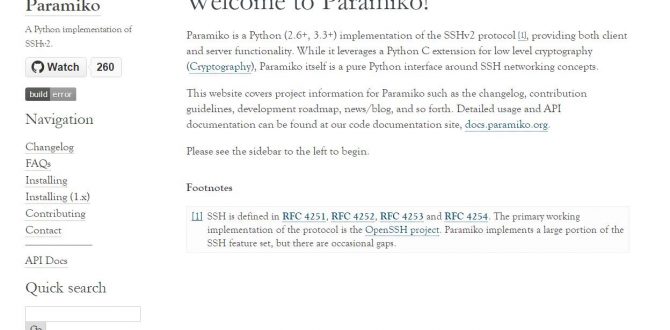 Paramiko
A Python implementation of
SSHv2.
Watch 260
build error
Navigation
Changelog
FAQs
Installing
Installing (1.x)
Contributing
Contact
API Docs
Quick search
Go
Welcome to Paramiko!
Paramiko is a Python (2.6+, 3.3+) implementation of the SSHv2 protocol [1], providing both client
and server functionality. While it leverages a Python C extension for low level cryptography
(Cryptography), Paramiko itself is a pure Python interface around SSH networking concepts.
This website covers project information for Paramiko such as the changelog, contribution
guidelines, development roadmap, news/blog, and so forth. Detailed usage and API
documentation can be found at our code documentation site, docs.paramiko.org.
Please see the sidebar to the left to begin.
Footnotes
[1] SSH is defined in RFC 4251, RFC 4252, RFC 4253 and RFC 4254. The primary working
implementation of the protocol is the OpenSSH project. Paramiko implements a large portion of the
SSH feature set, but there are occasional gaps.